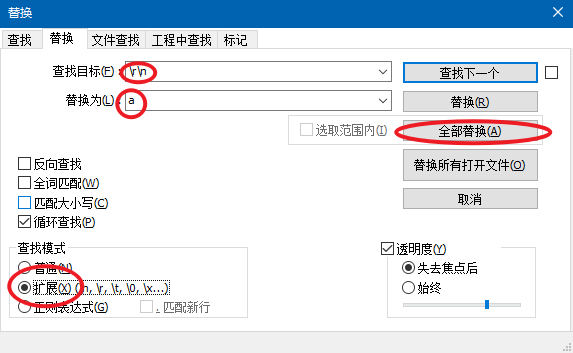 替换
查找 替换 文件查找 工程中查找 标记
查找目标(F): \r\n 查找下一个
替换为(L): a 替换(R)
选取范围内(I) 全部替换(A)
反向查找 替换所有打开文件(O)
全词匹配(W)
匹配大小写(C) 取消
循环查找(P)
查找模式 透明度(Y)
普通(N) 失去焦点后
扩展(X) (\n, \r, \t, \0, \x...) 始终
正则表达式(G) . 匹配新行